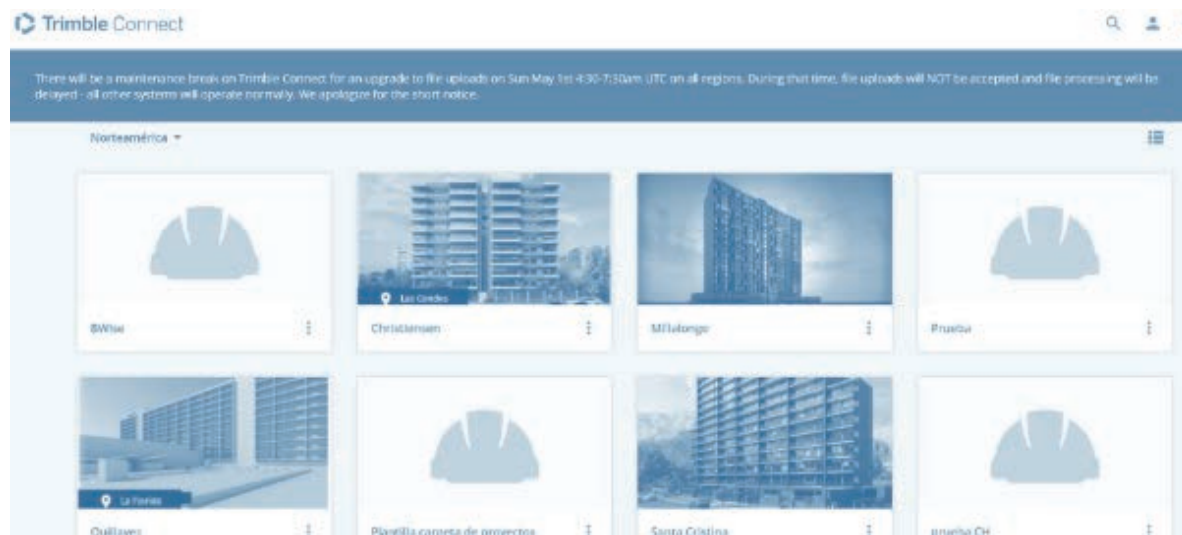 Trimble Connect
There will be a maintenance break on Trimble Connect for an upgrade to file uploads on Sun May 1st 4:30-7:30am UTC on all regions. During that time, file uploads will NOT be accepted and file processing will be
delayed - all other systems will operate normally. We apologize for the short notice.
Norteamérica
Las Condes
BWise
Christiensen
Millalongo
Prueba
La Florida
Quillayes
Plantilla carpeta de proyectos
Santa Cristina
prueba CH